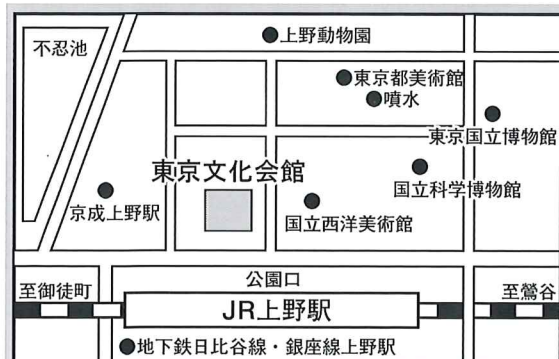 不忍池
上野動物園
東京都美術館
噴水
東京国立博物館
東京文化会館
国立科学博物館
京成上野駅
国立西洋美術館
公園口
至御徒町
至鶯谷
JR上野駅
地下鉄日比谷線・銀座線上野駅